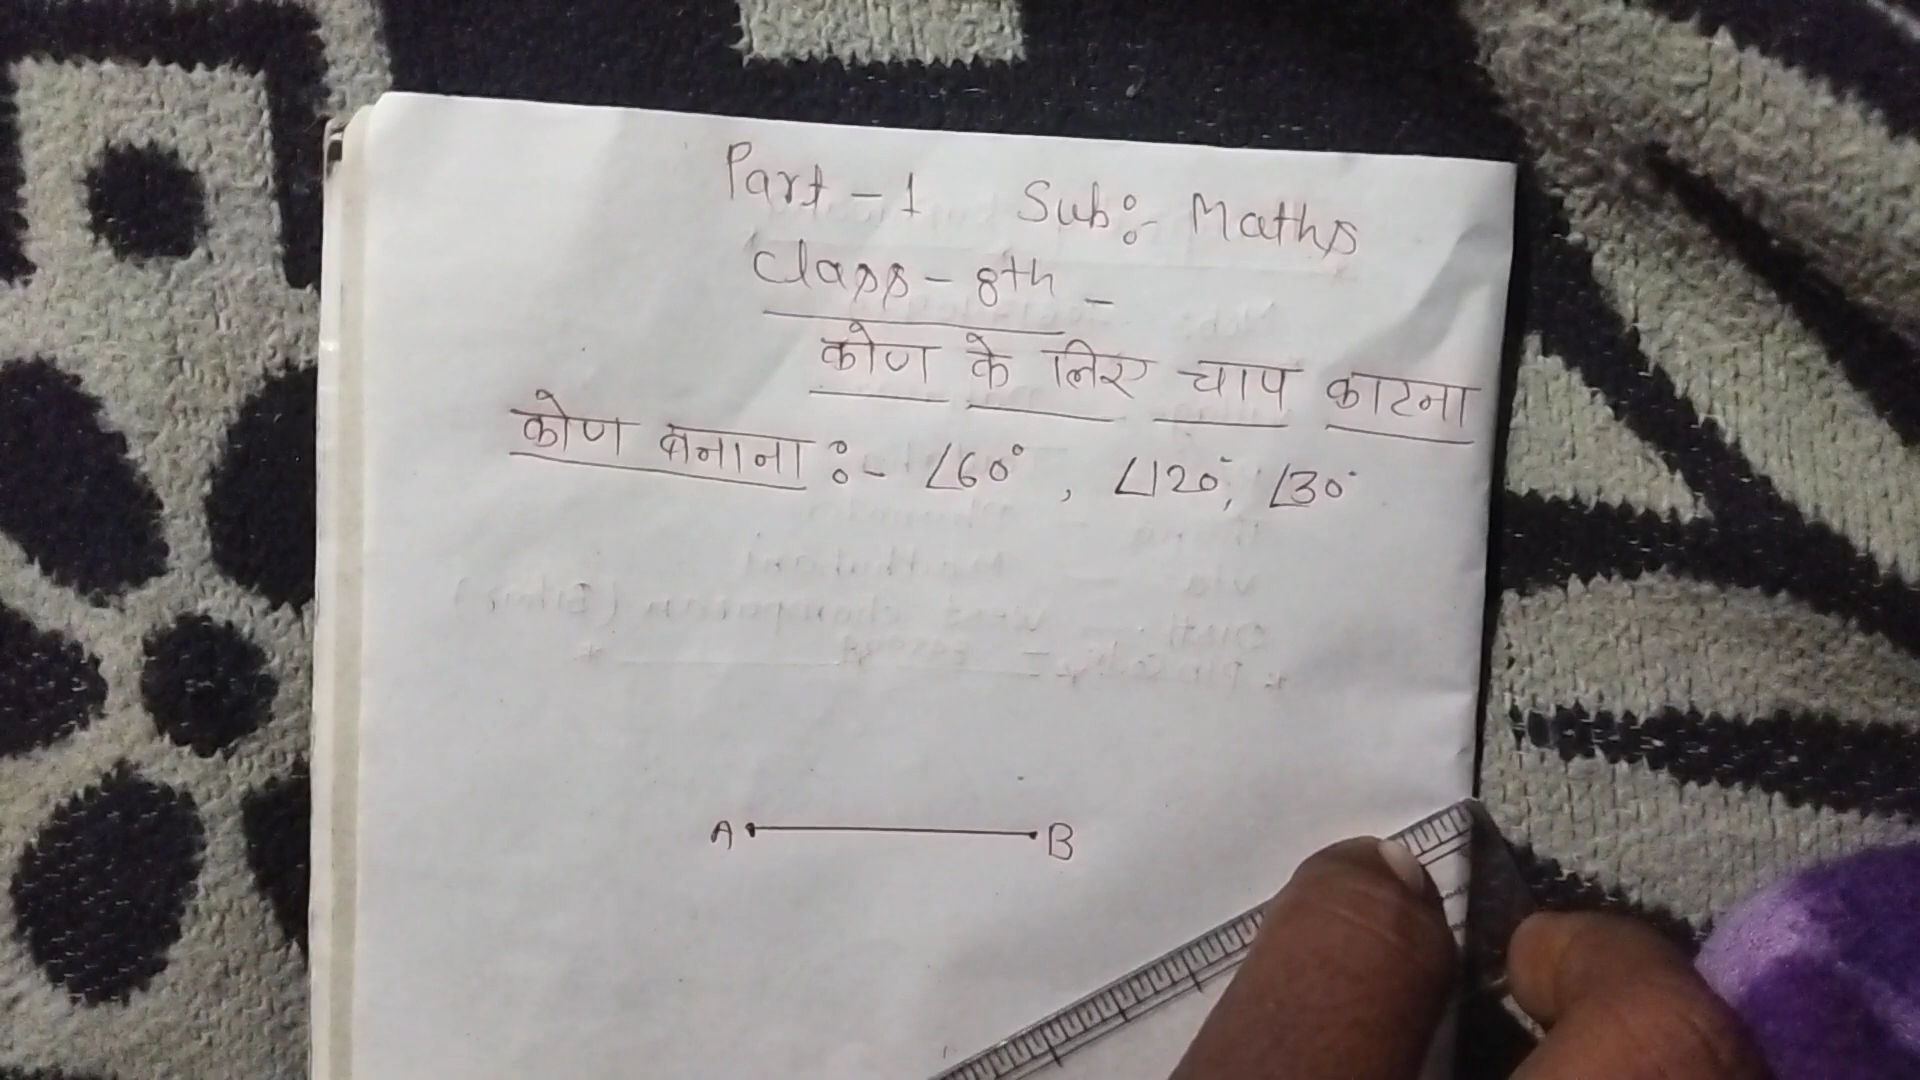 Part - 1 Sub:- Maths
Class - 8th -
कोण के लिए चाप काटना
कोण बनाना :- ∠60°, ∠120°, ∠30°
A B